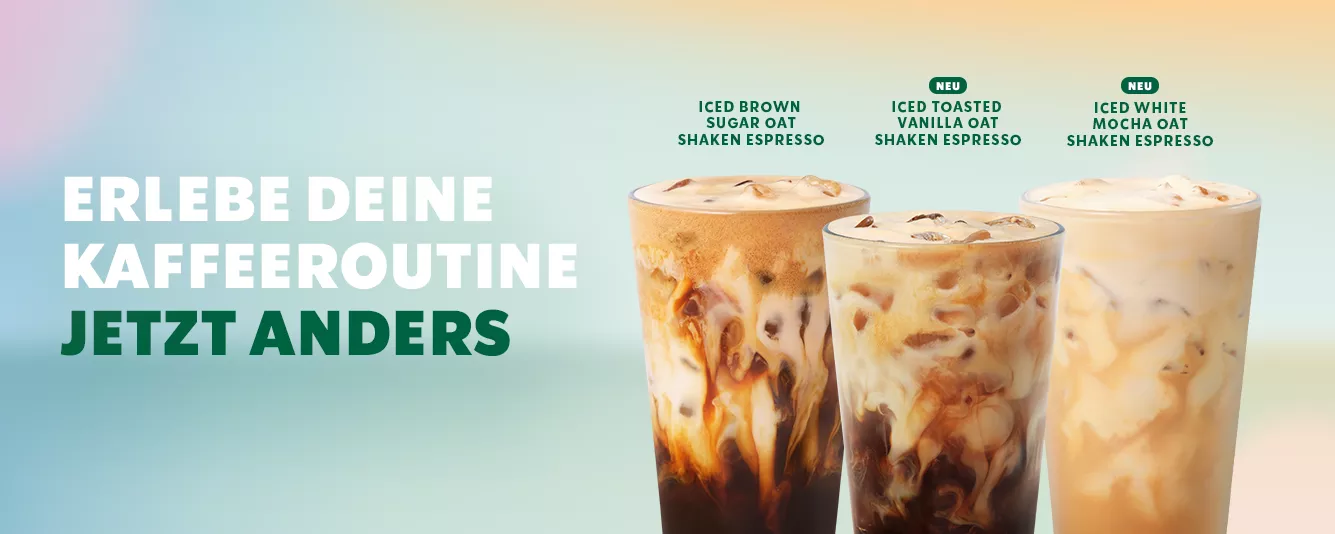 ERLEBE DEINE
KAFFEEROUTINE
JETZT ANDERS
ICED BROWN
SUGAR OAT
SHAKEN ESPRESSO
NEU
ICED TOASTED
VANILLA OAT
SHAKEN ESPRESSO
NEU
ICED WHITE
MOCHA OAT
SHAKEN ESPRESSO